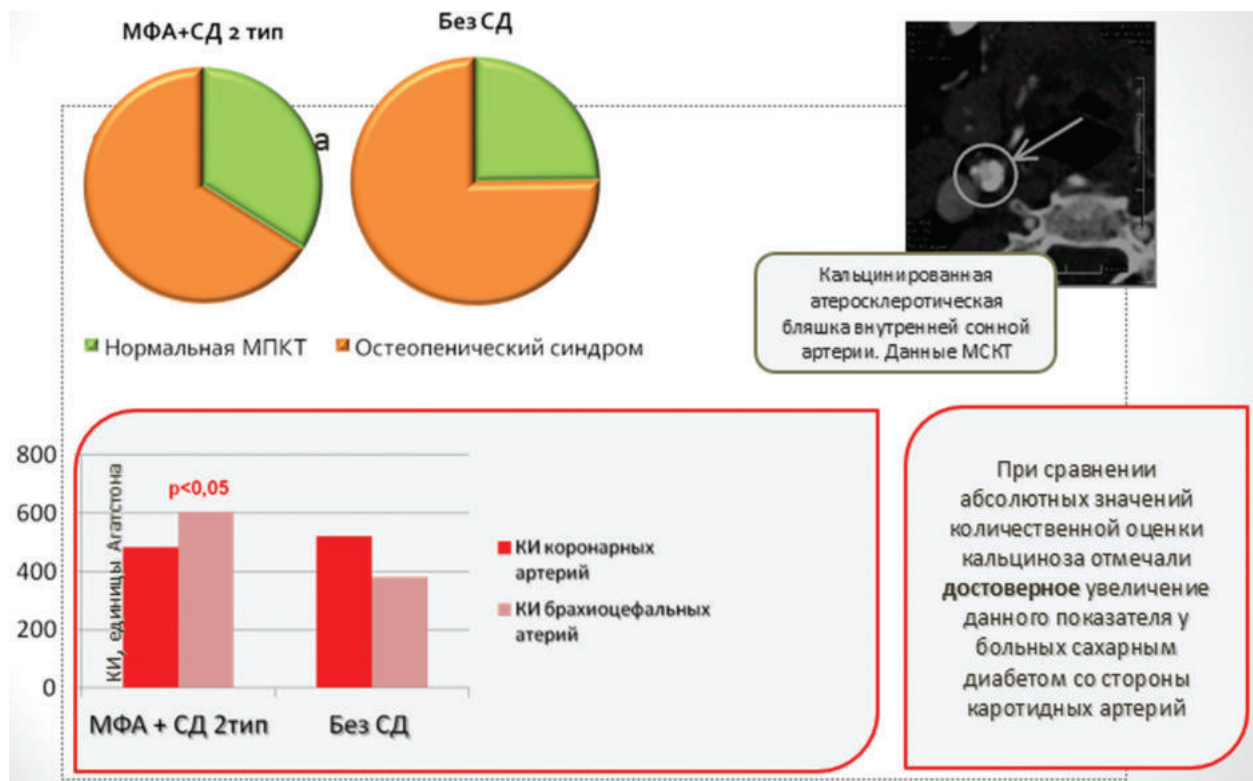 МФА+СД 2 тип
Без СД
а
Нормальная МПКТ
Остеопенический синдром
Кальцинированная
атеросклеротическая
бляшка внутренней сонной
артерии. Данные МСКТ
800
600
400
200
0
КИ, единицы Агатстона
p<0,05
МФА + СД 2тип
Без СД
КИ коронарных
артерий
КИ брахиоцефальных
атерий
При сравнении
абсолютных значений
количественной оценки
кальциноза отмечали
достоверное увеличение
данного показателя у
больных сахарным
диабетом со стороны
каротидных артерий